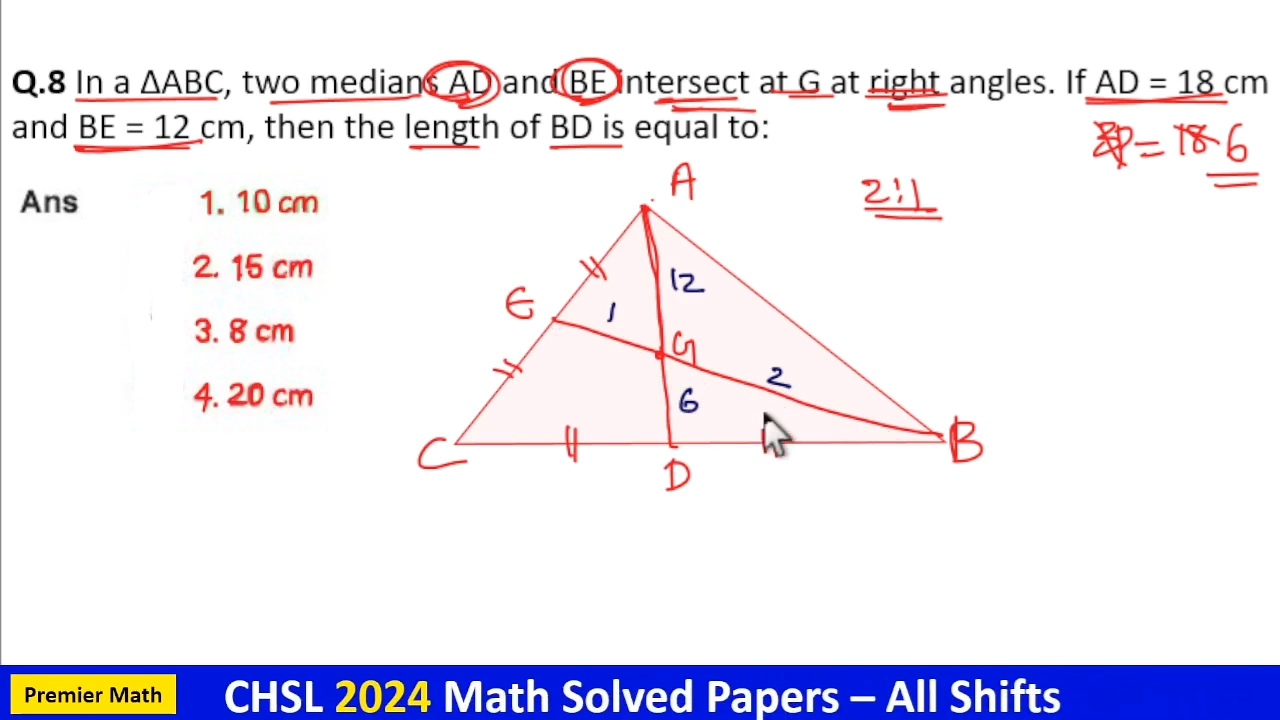 Q.8 In a ΔABC, two medians AD and BE intersect at G at right angles. If AD = 18 cm
and BE = 12 cm, then the length of BD is equal to:
= 18 6
Ans
1. 10 cm
2. 15 cm
3. 8 cm
4. 20 cm
2:1
A
E
1
12
G
2
6
C
D
B
Premier Math
CHSL 2024 Math Solved Papers – All Shifts